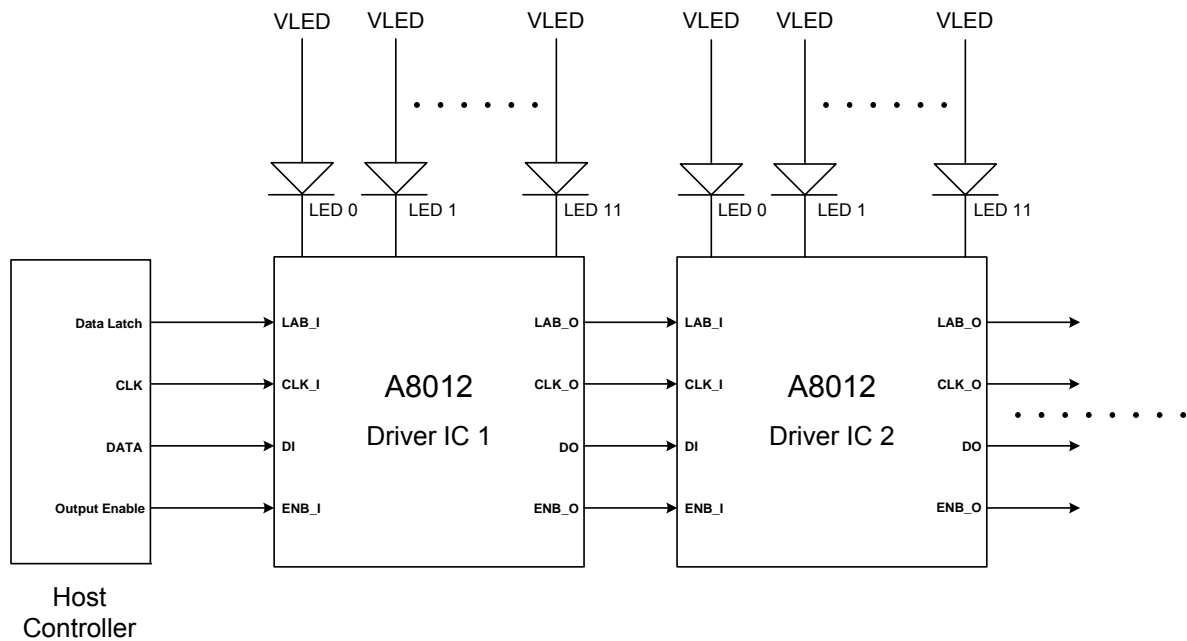 VLED VLED VLED VLED VLED VLED
LED 0 LED 1 LED 11 LED 0 LED 1 LED 11
Data Latch LAB_I LAB_O LAB_I LAB_O
CLK CLK_I A8012 CLK_O CLK_I A8012 CLK_O
DATA DI Driver IC 1 DO DI Driver IC 2 DO
Output Enable ENB_I ENB_O ENB_I ENB_O
Host
Controller